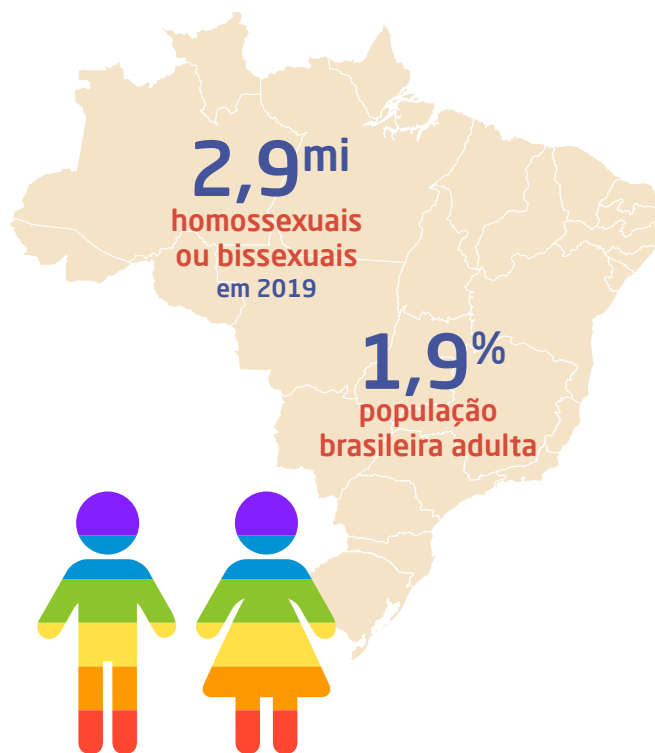 2,9mi
homossexuais
ou bissexuais
em 2019
1,9%
população
brasileira adulta